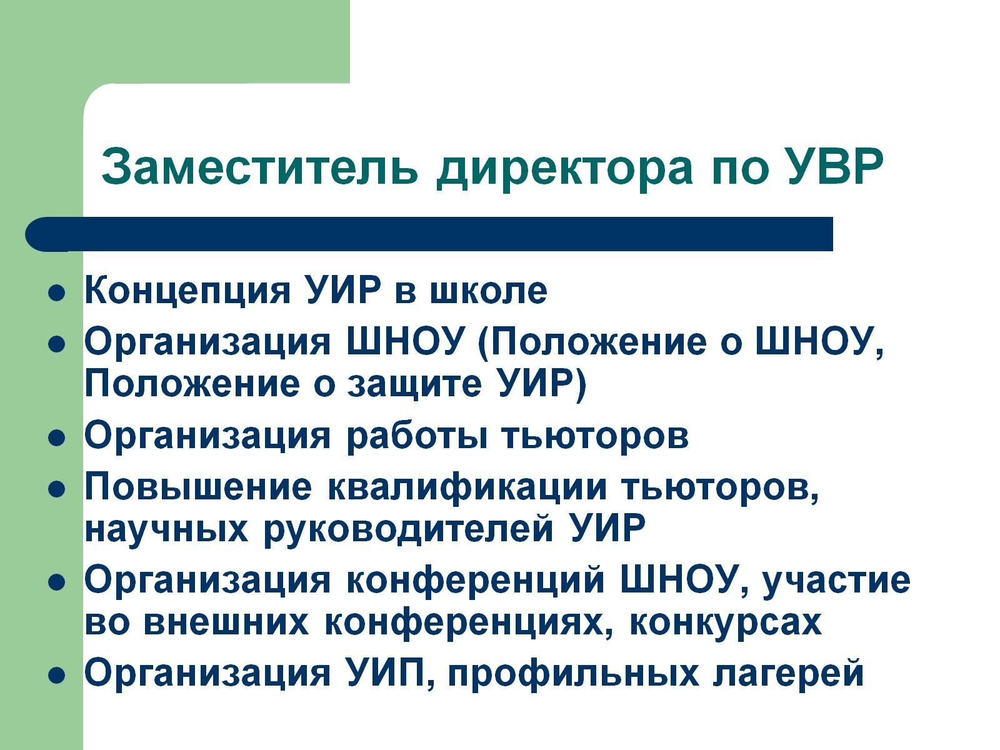 Заместитель директора по УВР
Концепция УИР в школе
Организация ШНОУ (Положение о ШНОУ,
Положение о защите УИР)
Организация работы тьюторов
Повышение квалификации тьюторов,
научных руководителей УИР
Организация конференций ШНОУ, участие
во внешних конференциях, конкурсах
Организация УИП, профильных лагерей